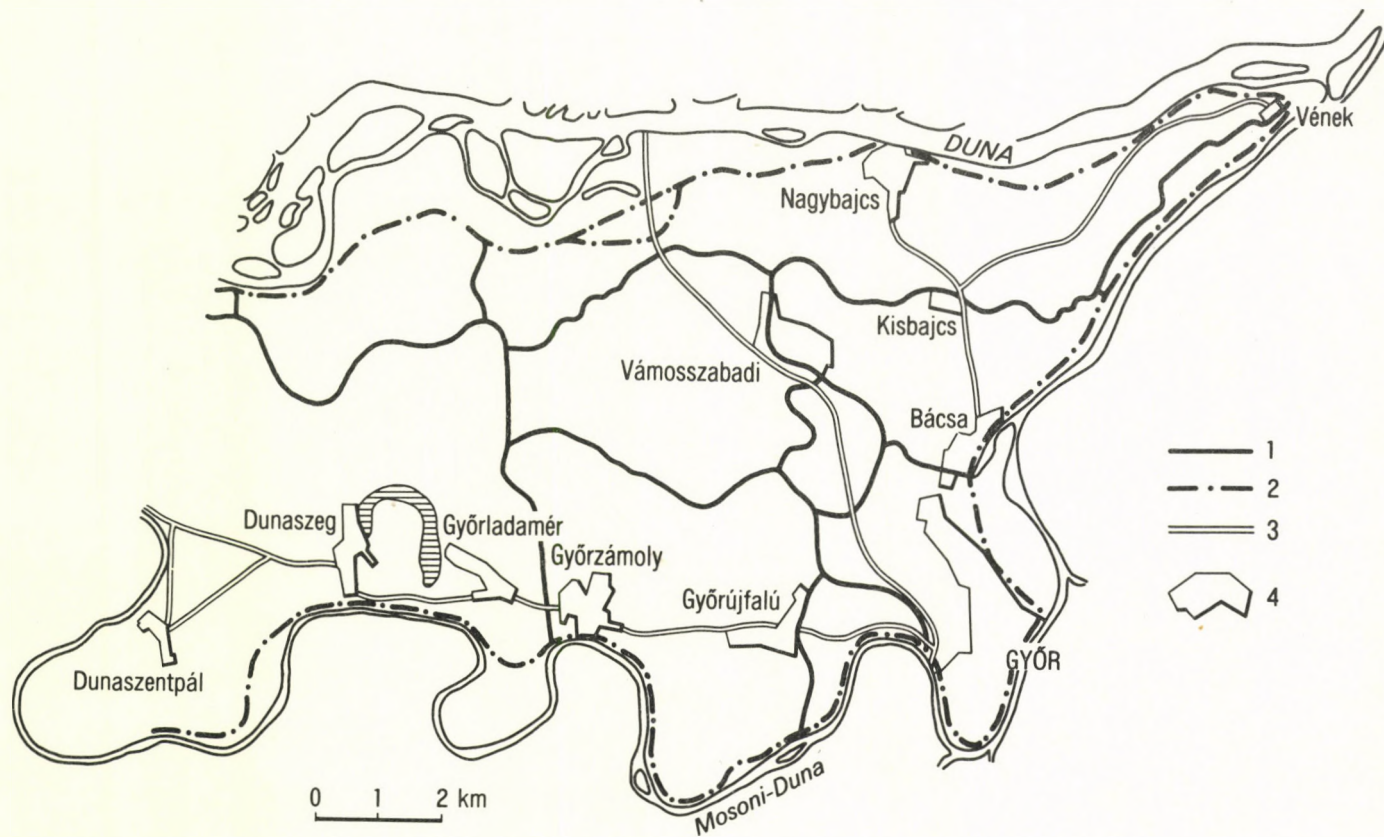 Vének
DUNA
Nagybajcs
Kisbajcs
Vámosszabadi
Bácsa
1
2
3
4
Dunaszeg
Győrladamér
Győrzámoly
Győrújfalú
GYŐR
Dunaszentpál
Mosoni-Duna
0 1 2 km